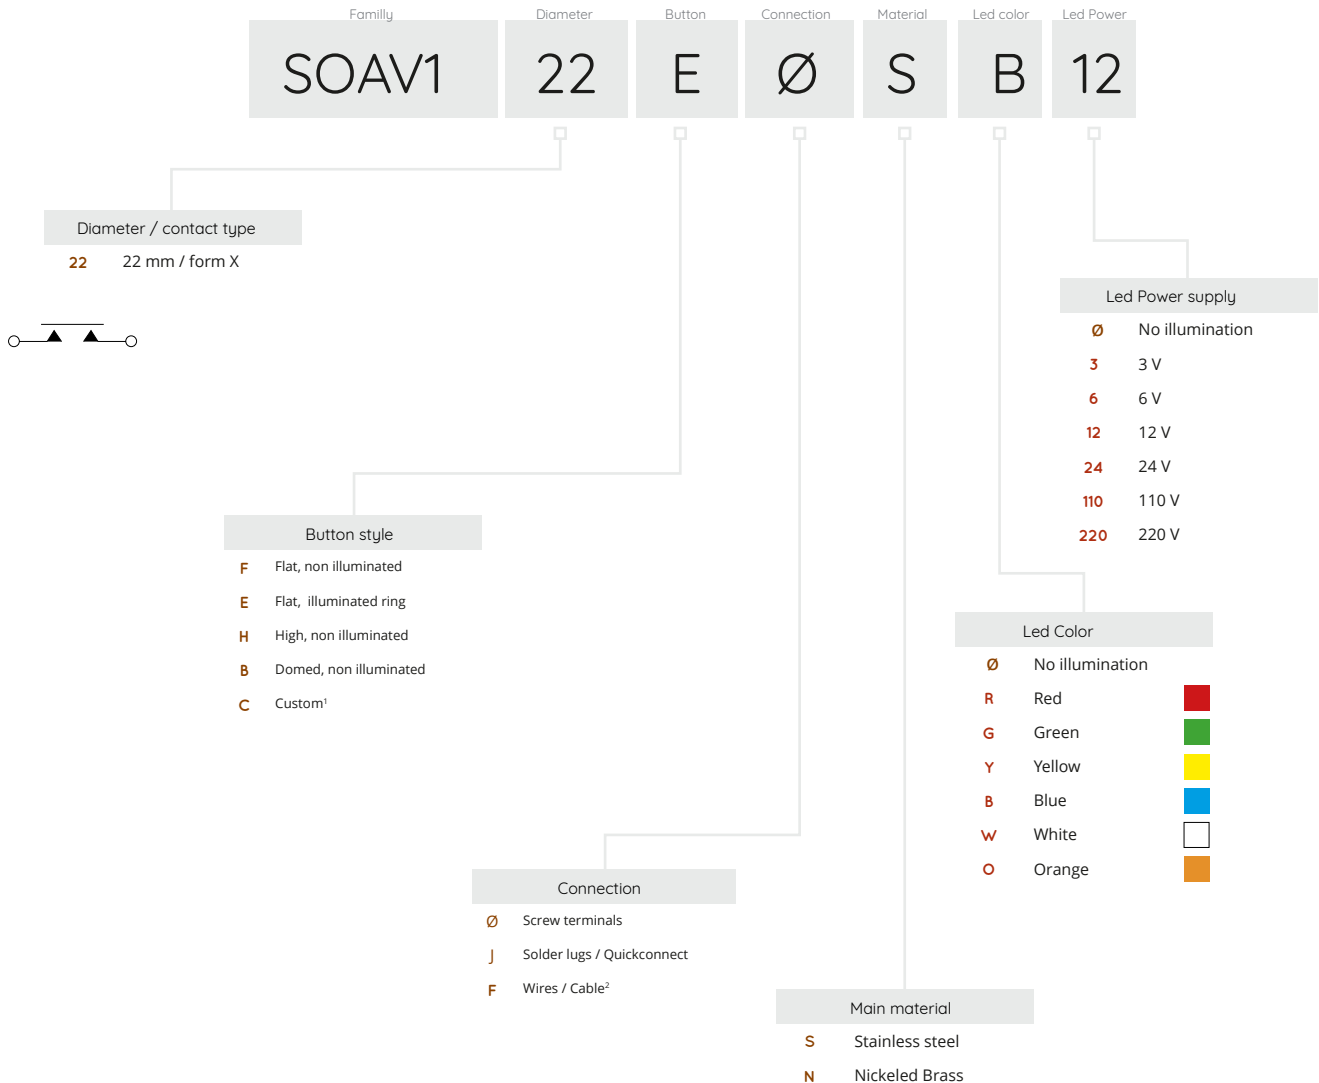 Familly Diameter Button Connection Material Led color Led Power
SOAV1 22 E Ø S B 12
Diameter / contact type
22 22 mm / form X
Led Power supply
Ø No illumination
3 3 V
6 6 V
12 12 V
24 24 V
110 110 V
220 220 V
Button style
F Flat, non illuminated
E Flat, illuminated ring
H High, non illuminated
B Domed, non illuminated
C Custom¹
Led Color
Ø No illumination
R Red
G Green
Y Yellow
B Blue
W White
O Orange
Connection
Ø Screw terminals
J Solder lugs / Quickconnect
F Wires / Cable²
Main material
S Stainless steel
N Nickeled Brass